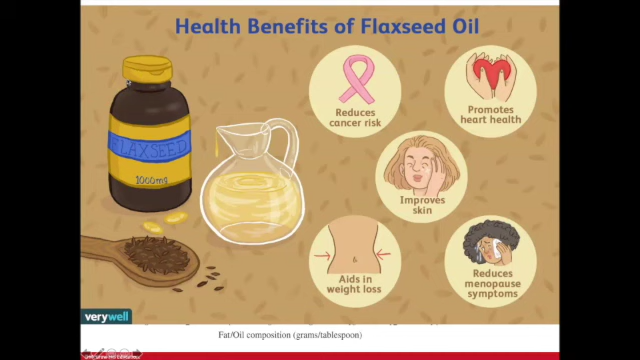 Health Benefits of Flaxseed Oil
FLAXSEED
1000mg
Reduces
cancer risk
Promotes
heart health
Improves
skin
Aids in
weight loss
Reduces
menopause
symptoms
verywell
Fat/Oil composition (grams/tablespoon)